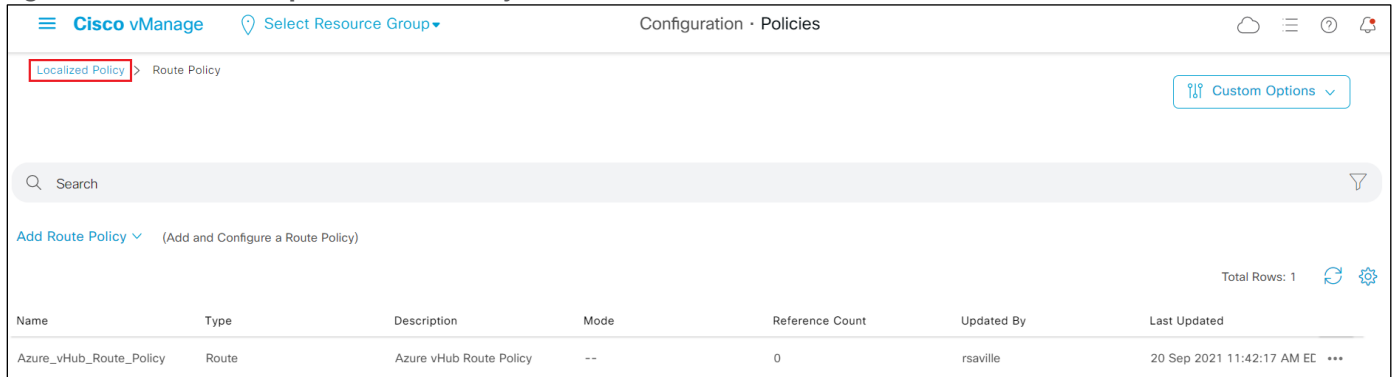 Cisco vManage Select Resource Group▾ Configuration · Policies
Localized Policy > Route Policy
Custom Options
Search
Add Route Policy (Add and Configure a Route Policy)
Total Rows: 1
Name Type Description Mode Reference Count Updated By Last Updated
Azure_vHub_Route_Policy Route Azure vHub Route Policy -- 0 rsaville 20 Sep 2021 11:42:17 AM ED •••